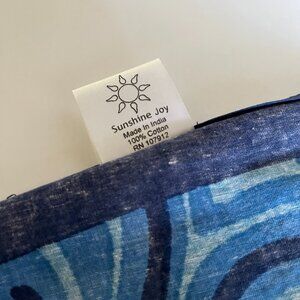 Sunshine Joy
Made in India
100% Cotton
RN 107912